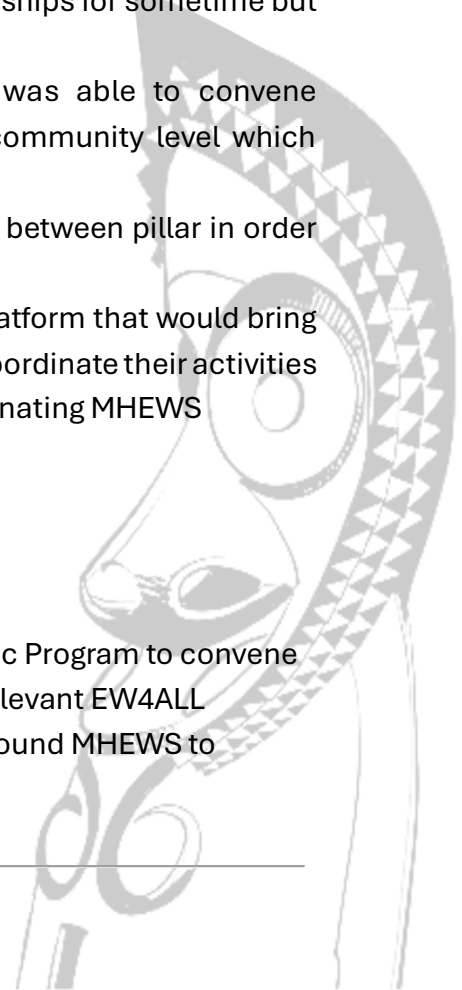 ships for sometime but
was able to convene
community level which
between pillar in order
atform that would bring
oordinate their activities
nating MHEWS
c Program to convene
levant EW4ALL
ound MHEWS to